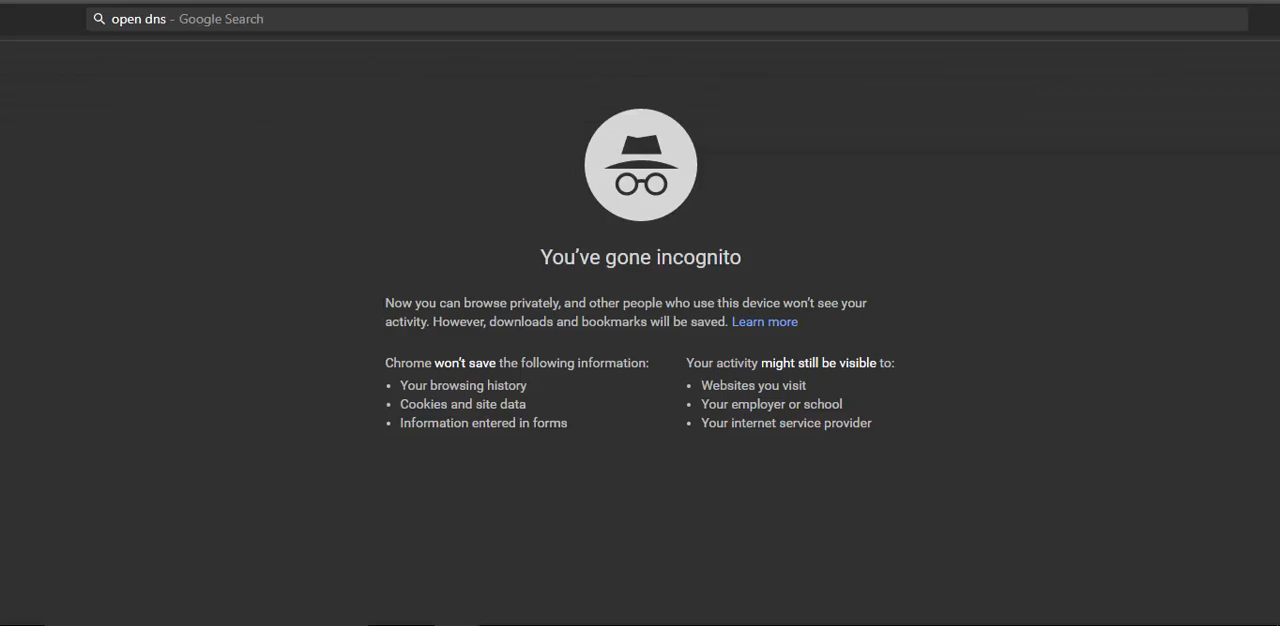 open dns - Google Search
You've gone incognito
Now you can browse privately, and other people who use this device won't see your
activity. However, downloads and bookmarks will be saved. Learn more
Chrome won't save the following information:
• Your browsing history
• Cookies and site data
• Information entered in forms
Your activity might still be visible to:
• Websites you visit
• Your employer or school
• Your internet service provider